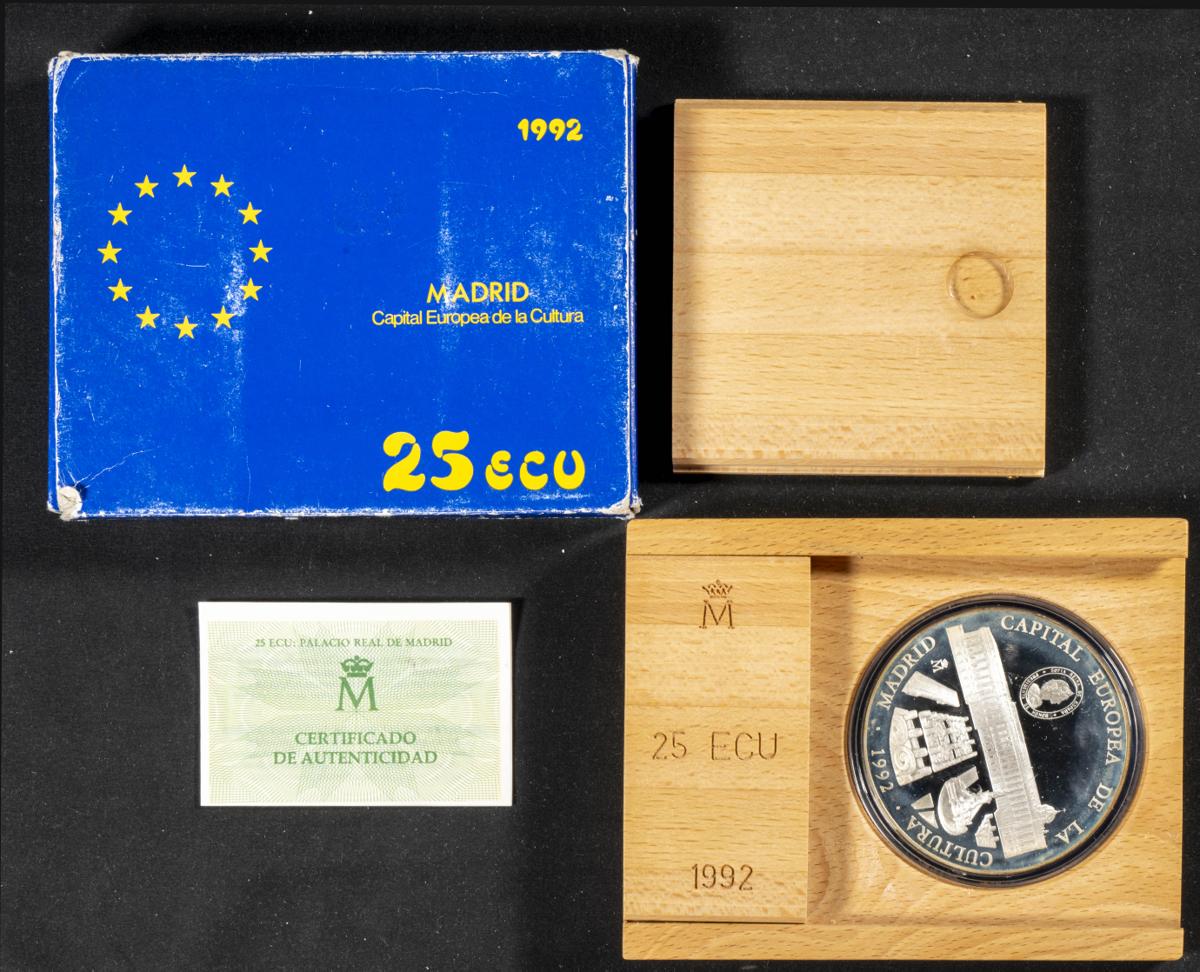 1992
MADRID
Capital Europea de la Cultura
25 ECU
25 ECU: PALACIO REAL DE MADRID
M
CERTIFICADO
DE AUTENTICIDAD
M
25 ECU
1992
MADRID CAPITAL EUROPEA DE LA CULTURA · 1992 ·
M